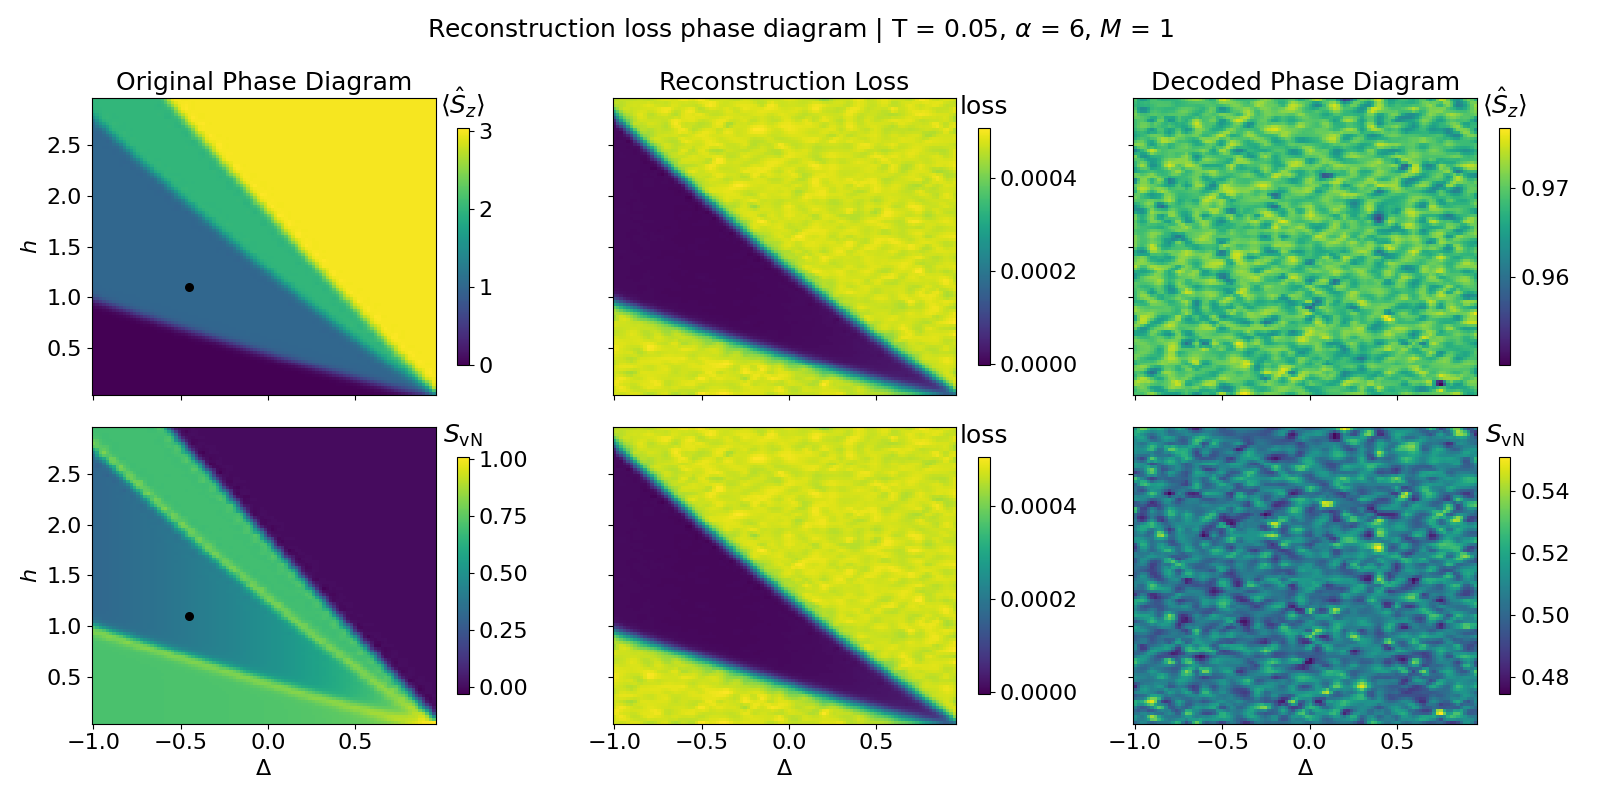 Reconstruction loss phase diagram | T = 0.05, α = 6, M = 1
Original Phase Diagram
⟨Ŝz⟩
h
2.5
2.0
1.5
1.0
0.5
3
2
1
0
Reconstruction Loss
loss
0.0004
0.0002
0.0000
Decoded Phase Diagram
⟨Ŝz⟩
0.97
0.96
SvN
h
2.5
2.0
1.5
1.0
0.5
1.00
0.75
0.50
0.25
0.00
−1.0 −0.5 0.0 0.5
Δ
loss
0.0004
0.0002
0.0000
−1.0 −0.5 0.0 0.5
Δ
SvN
0.54
0.52
0.50
0.48
−1.0 −0.5 0.0 0.5
Δ